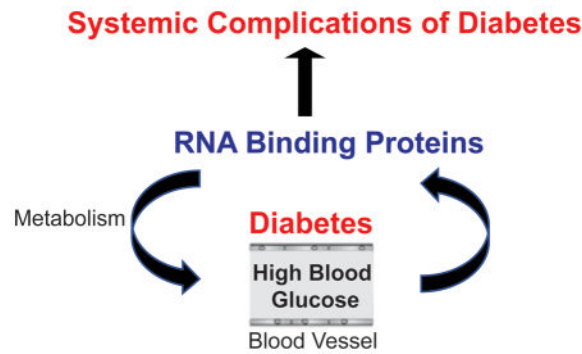 Systemic Complications of Diabetes
RNA Binding Proteins
Metabolism
Diabetes
High Blood
Glucose
Blood Vessel